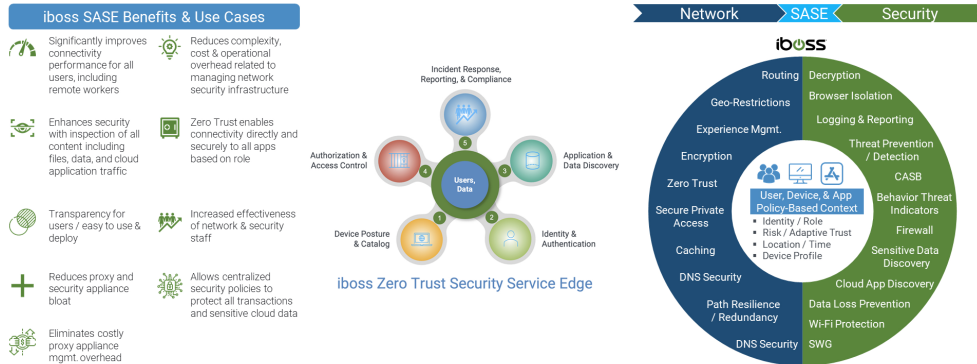 iboss SASE Benefits & Use Cases
Significantly improves
connectivity
performance for all
users, including
remote workers
Reduces complexity,
cost & operational
overhead related to
managing network
security infrastructure
Enhances security
with inspection of all
content including
files, data, and cloud
application traffic
Zero Trust enables
connectivity directly and
securely to all apps
based on role
Transparency for
users / easy to use &
deploy
Increased effectiveness
of network & security
staff
Reduces proxy and
security appliance
bloat
Allows centralized
security policies to
protect all transactions
and sensitive cloud data
Eliminates costly
proxy appliance
mgmt. overhead
Incident Response,
Reporting, & Compliance
5
Authorization &
Access Control
4
3
Application &
Data Discovery
Users,
Data
Device Posture
& Catalog
1
2
Identity &
Authentication
iboss Zero Trust Security Service Edge
Network
SASE
Security
iboss
Routing
Geo-Restrictions
Experience Mgmt.
Encryption
Zero Trust
Secure Private
Access
Caching
DNS Security
Path Resilience
/ Redundancy
DNS Security
Decryption
Browser Isolation
Logging & Reporting
Threat Prevention
/ Detection
CASB
Behavior Threat
Indicators
Firewall
Sensitive Data
Discovery
Cloud App Discovery
Data Loss Prevention
Wi-Fi Protection
SWG
User, Device, & App
Policy-Based Context
▪ Identity / Role
▪ Risk / Adaptive Trust
▪ Location / Time
▪ Device Profile